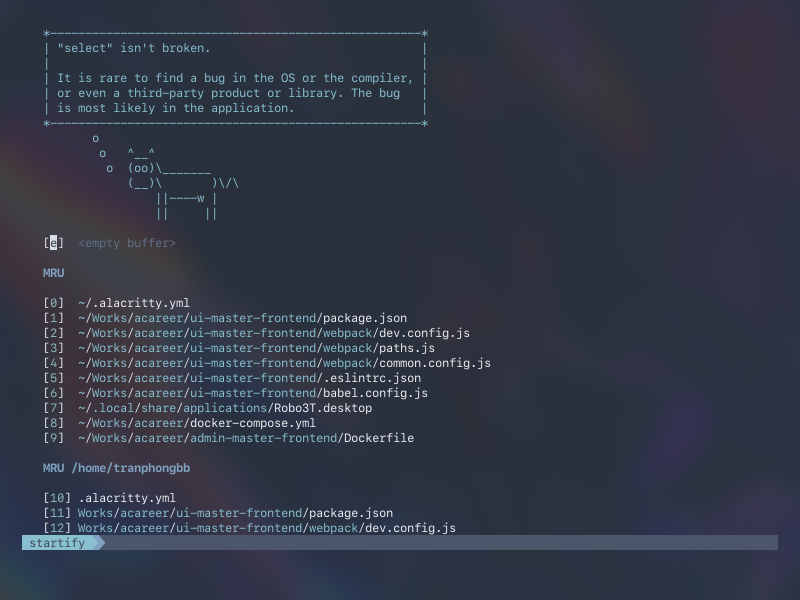 *-----------------------------------------------------*
| "select" isn't broken.                              |
|                                                     |
| It is rare to find a bug in the OS or the compiler, |
| or even a third-party product or library. The bug   |
| is most likely in the application.                  |
*-----------------------------------------------------*
       o
        o   ^__^
         o  (oo)\_______
            (__)\       )\/\
                ||----w |
                ||     ||
[e]  <empty buffer>
MRU
[0]  ~/.alacritty.yml
[1]  ~/Works/acareer/ui-master-frontend/package.json
[2]  ~/Works/acareer/ui-master-frontend/webpack/dev.config.js
[3]  ~/Works/acareer/ui-master-frontend/webpack/paths.js
[4]  ~/Works/acareer/ui-master-frontend/webpack/common.config.js
[5]  ~/Works/acareer/ui-master-frontend/.eslintrc.json
[6]  ~/Works/acareer/ui-master-frontend/babel.config.js
[7]  ~/.local/share/applications/Robo3T.desktop
[8]  ~/Works/acareer/docker-compose.yml
[9]  ~/Works/acareer/admin-master-frontend/Dockerfile
MRU /home/tranphongbb
[10] .alacritty.yml
[11] Works/acareer/ui-master-frontend/package.json
[12] Works/acareer/ui-master-frontend/webpack/dev.config.js
startify